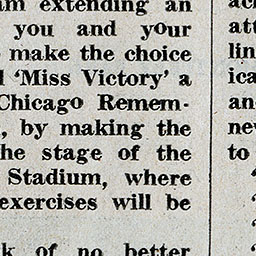 am extending an
you and your
make the choice
'Miss Victory' a
Chicago Remem-
, by making the
the stage of the
Stadium, where
exercises will be
k of no better